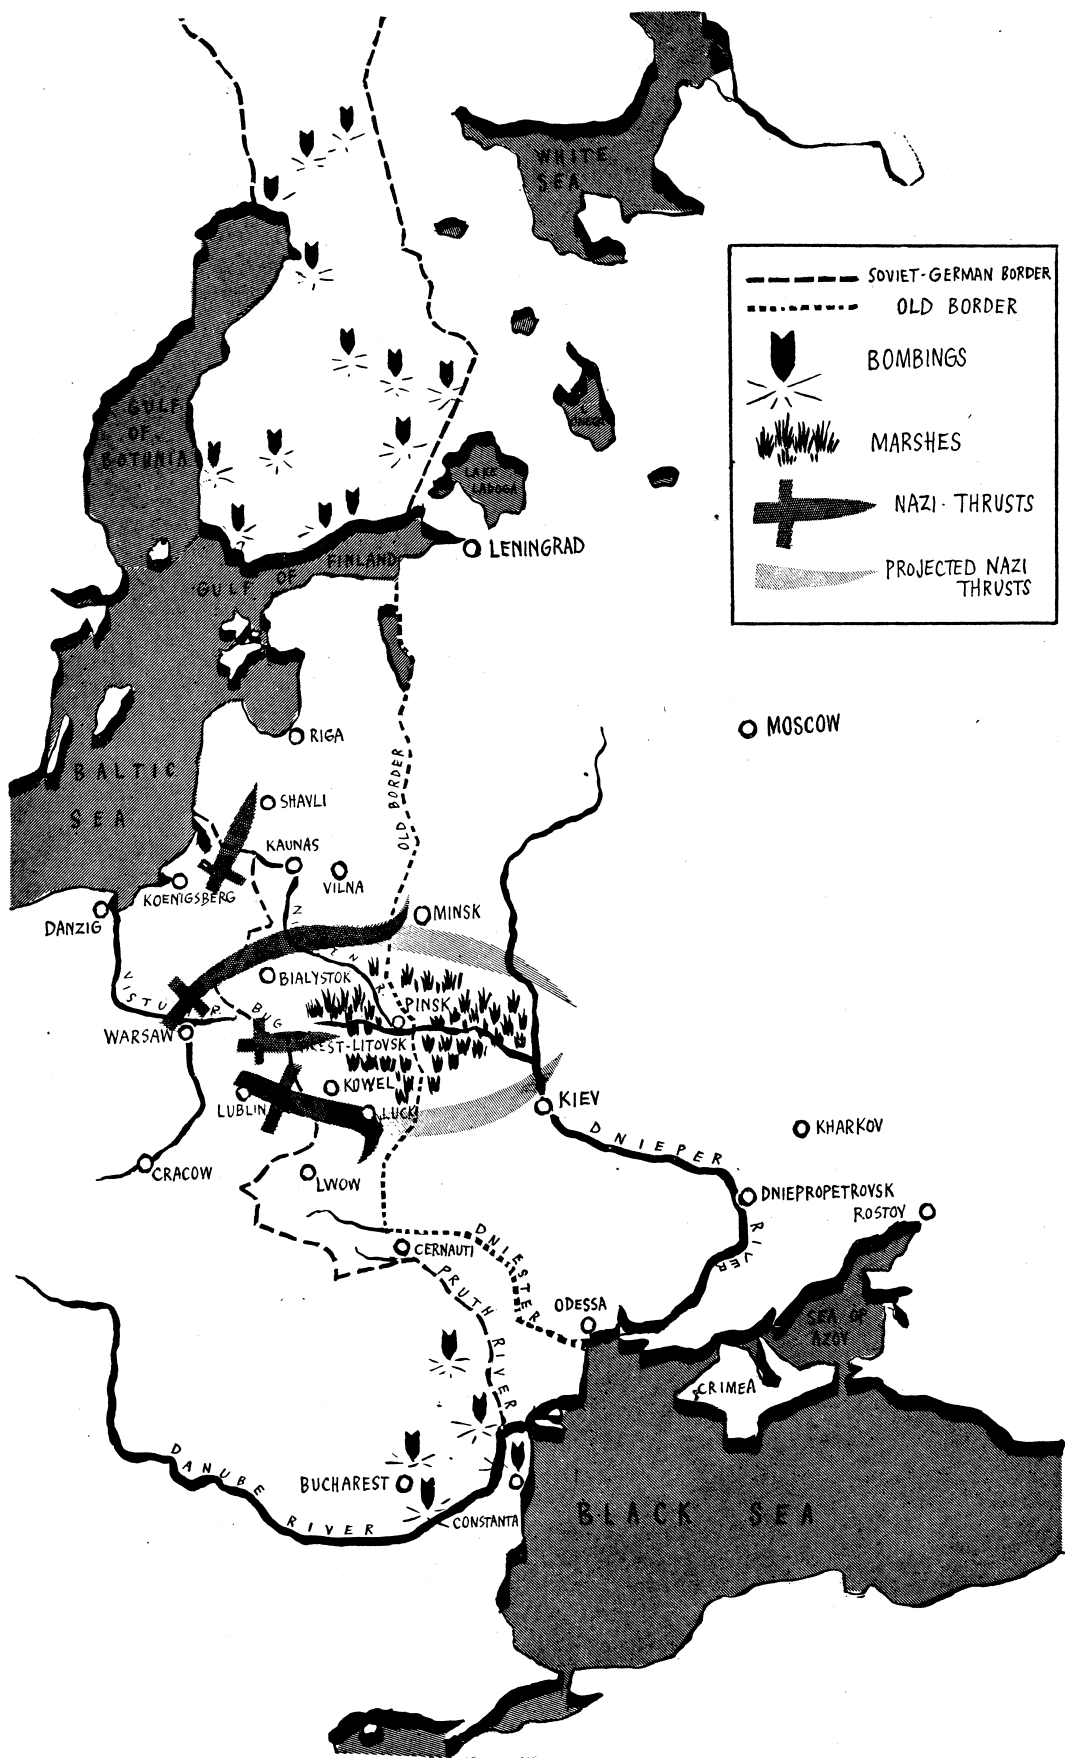 WHITE
SEA
SOVIET-GERMAN BORDER
OLD BORDER
BOMBINGS
MARSHES
NAZI-THRUSTS
PROJECTED NAZI
THRUSTS
GULF
OF
BOTHNIA
LAKE
LADOGA
LENINGRAD
GULF OF FINLAND
RIGA
MOSCOW
BALTIC
SEA
OLD BORDER
SHAVLI
KAUNAS
VILNA
KOENIGSBERG
DANZIG
MINSK
BIALYSTOK
VISTULA R.
BUG
PINSK
WARSAW
BREST-LITOVSK
KOWEL
LUBLIN
LUCK
KIEV
DNIEPER RIVER
KHARKOV
CRACOW
LWOW
DNIEPROPETROVSK
ROSTOV
CERNAUTI
DNIESTER
PRUTH RIVER
ODESSA
SEA OF
AZOV
CRIMEA
DANUBE RIVER
BUCHAREST
CONSTANTA
BLACK SEA